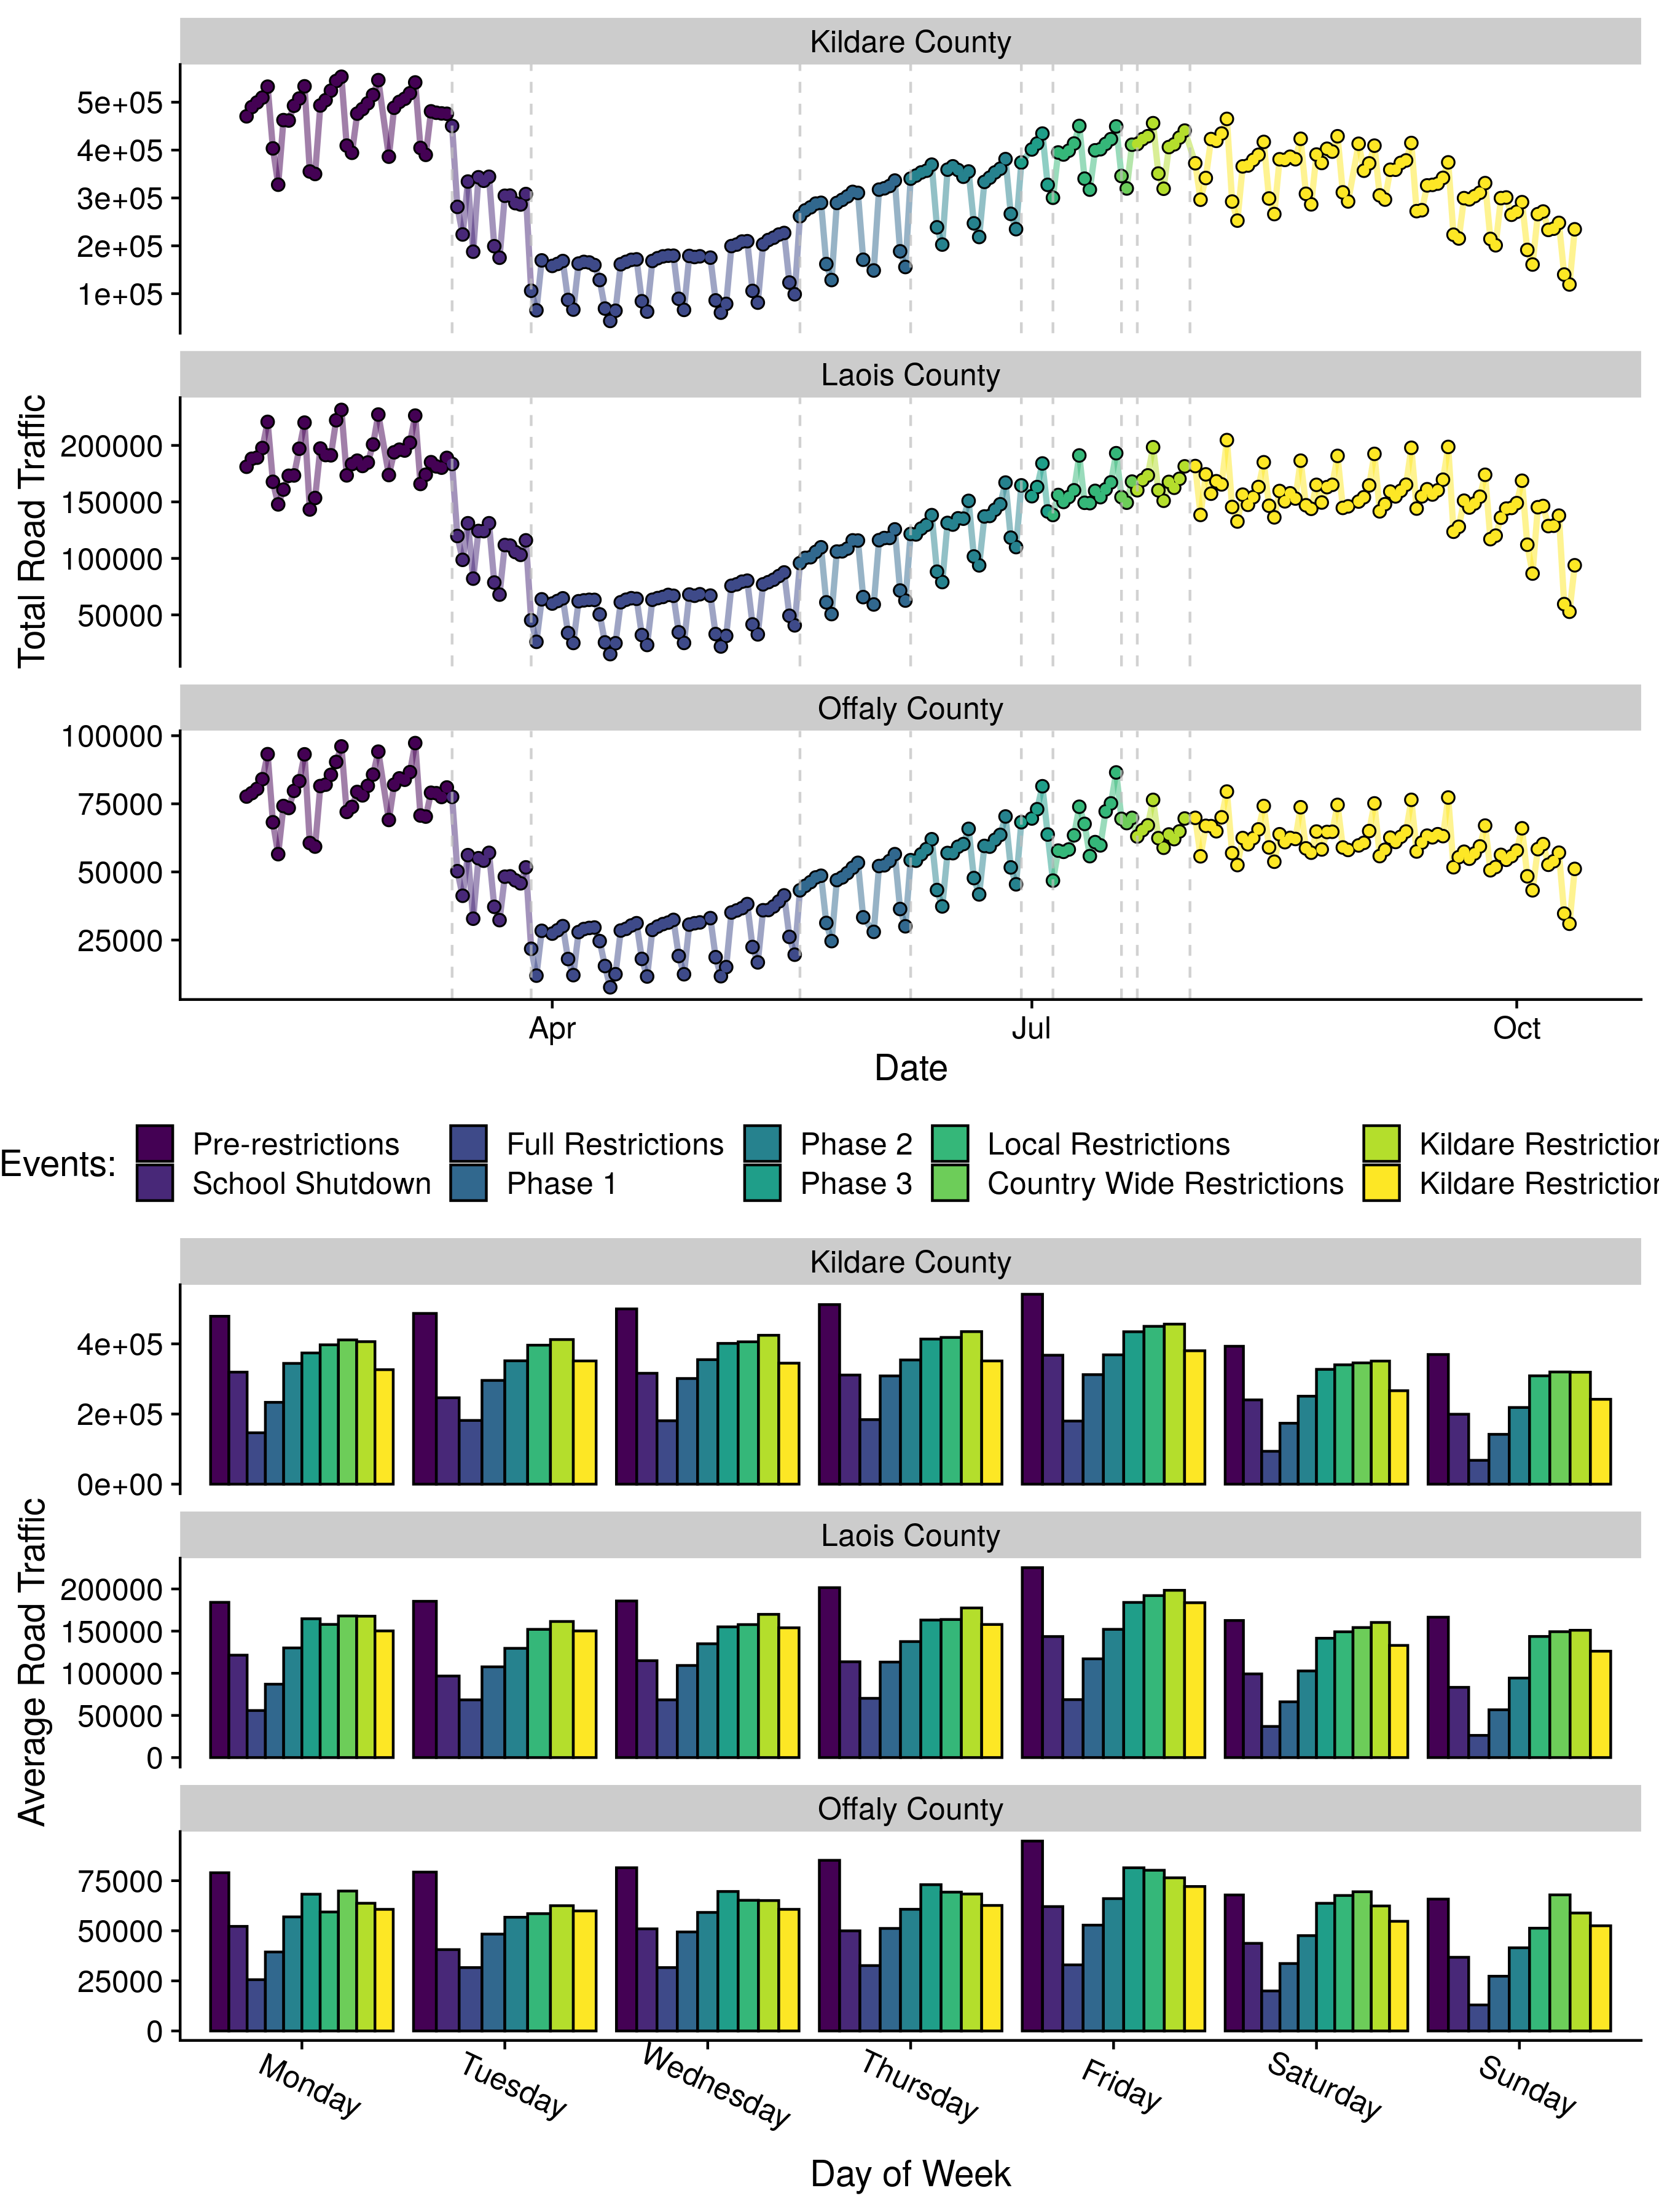 Kildare County
5e+05
4e+05
3e+05
2e+05
1e+05
Laois County
200000
150000
100000
50000
Offaly County
100000
75000
50000
25000
Total Road Traffic
Apr Jul Oct
Date
Events:
Pre-restrictions Full Restrictions Phase 2 Local Restrictions Kildare Restriction
School Shutdown Phase 1 Phase 3 Country Wide Restrictions Kildare Restriction
Kildare County
4e+05
2e+05
0e+00
Laois County
200000
150000
100000
50000
0
Offaly County
75000
50000
25000
0
Average Road Traffic
Monday Tuesday Wednesday Thursday Friday Saturday Sunday
Day of Week